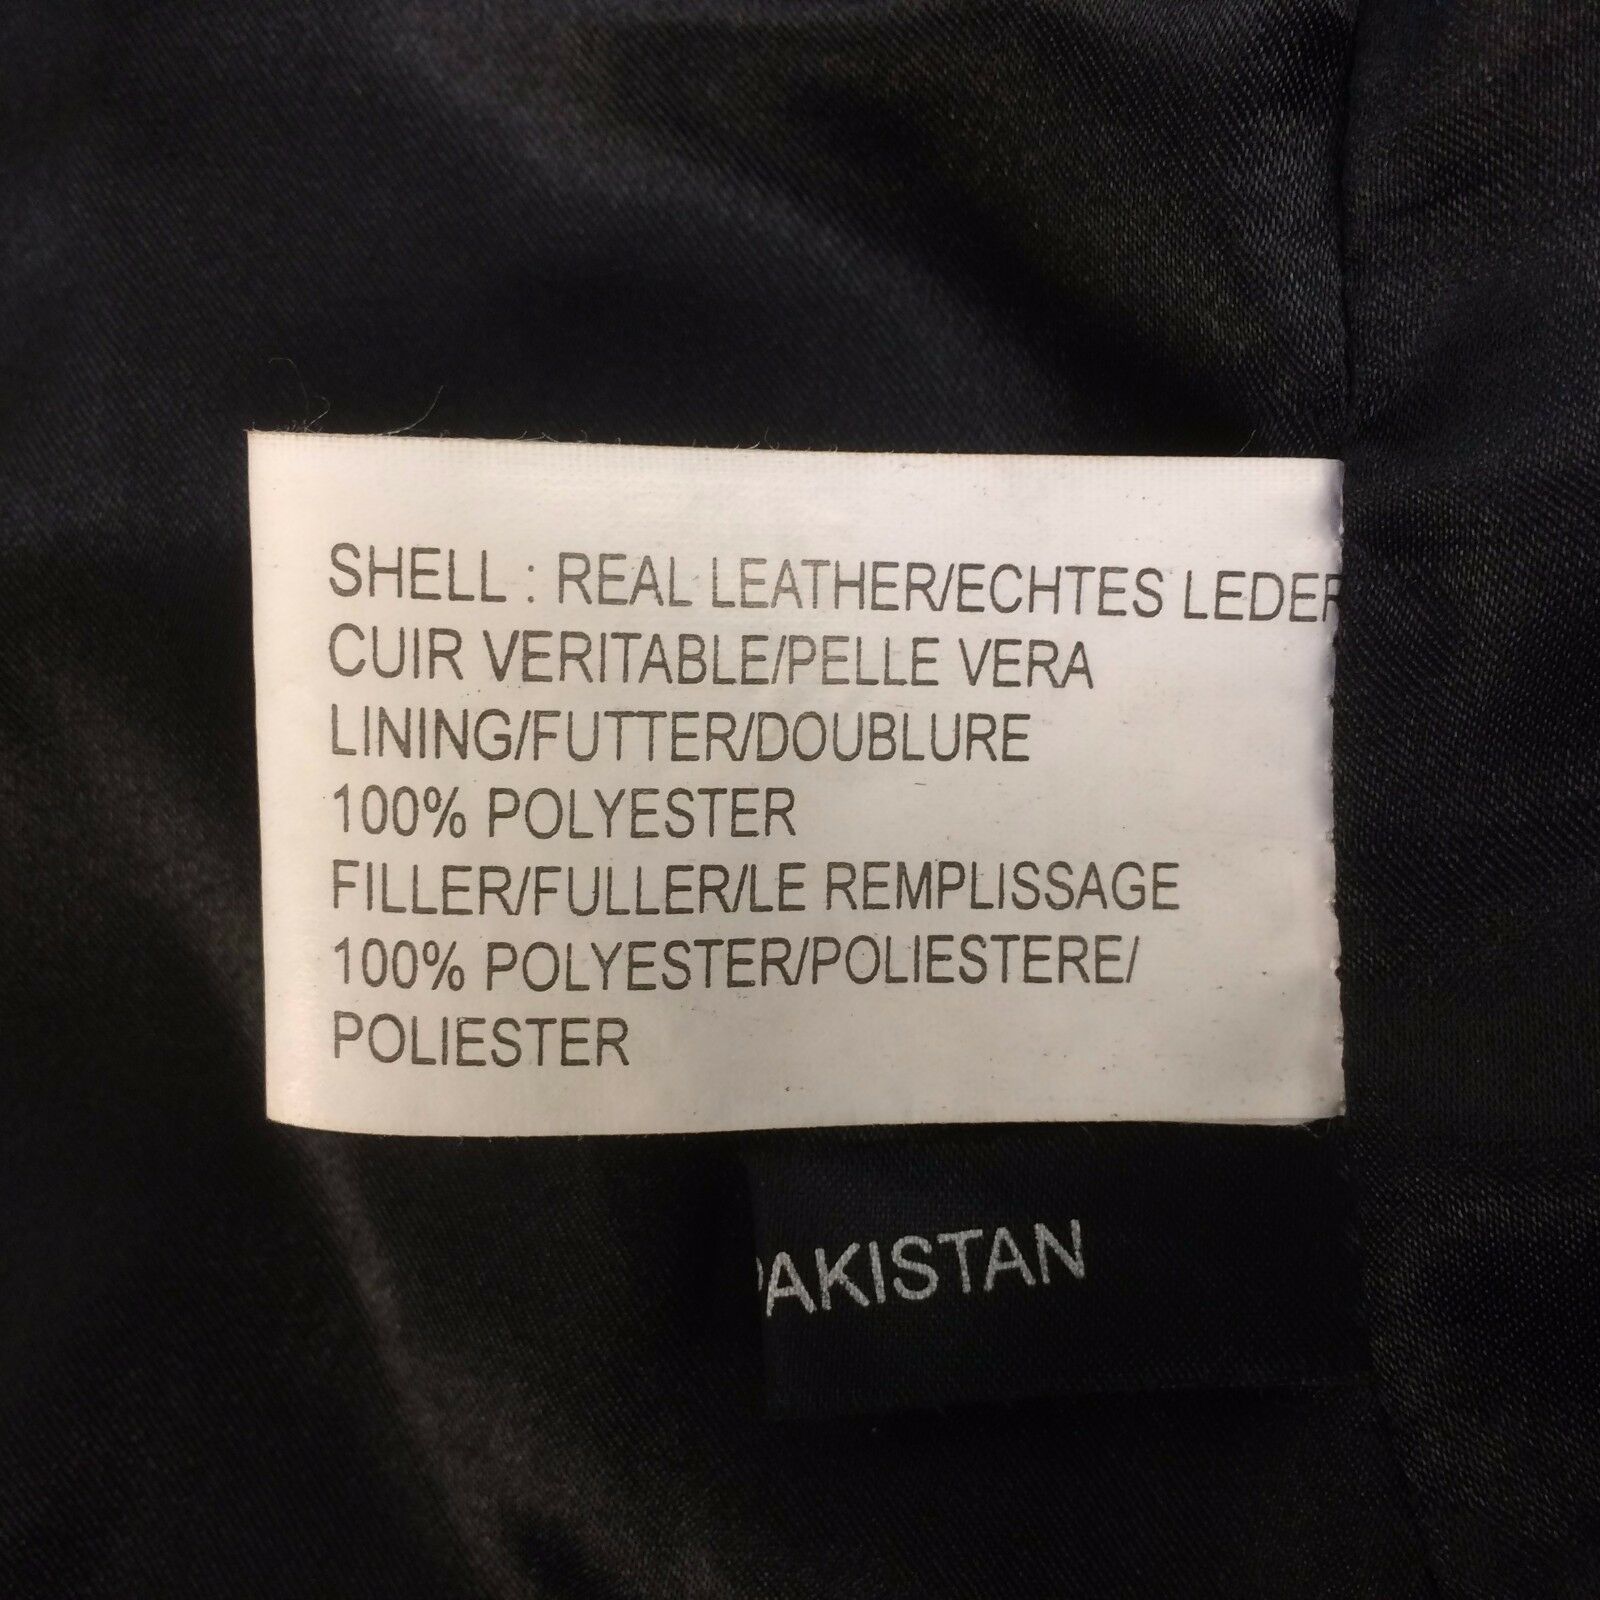 SHELL : REAL LEATHER/ECHTES LEDER
CUIR VERITABLE/PELLE VERA
LINING/FUTTER/DOUBLURE
100% POLYESTER
FILLER/FULLER/LE REMPLISSAGE
100% POLYESTER/POLIESTERE/
POLIESTER
PAKISTAN